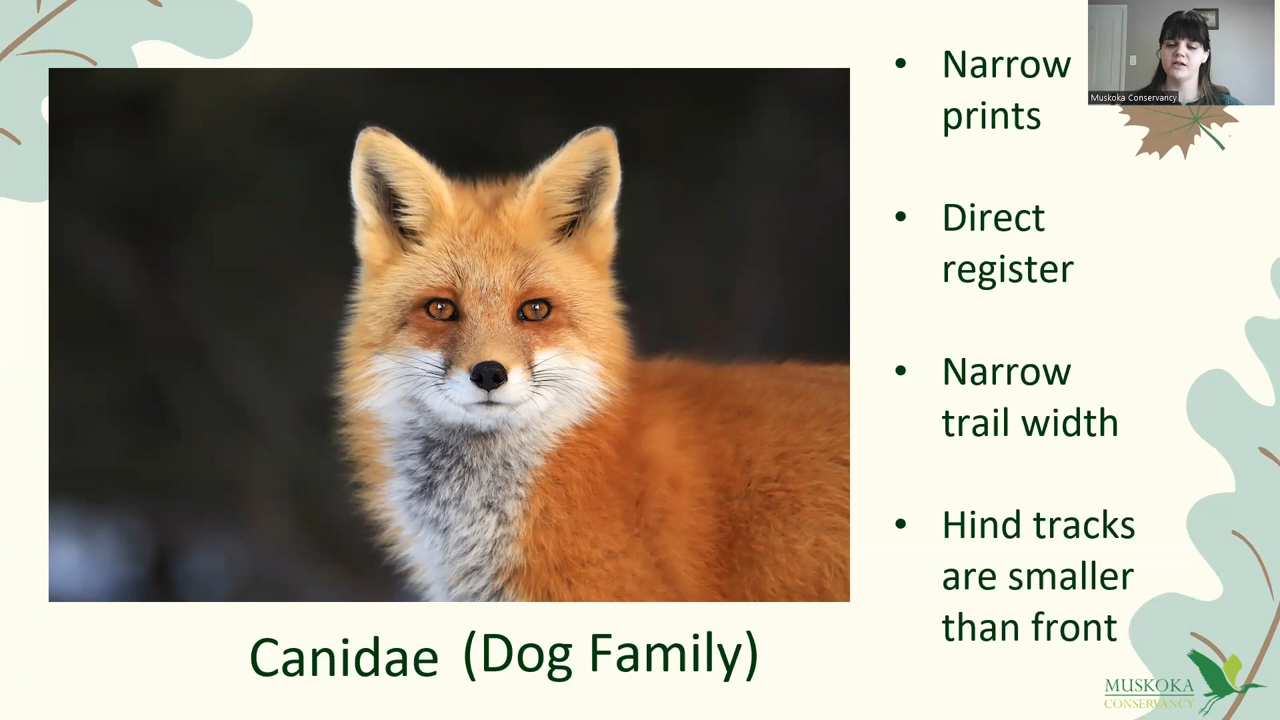 Narrow
prints
Muskoka Conservancy
Direct
register
Narrow
trail width
Hind tracks
are smaller
than front
Canidae (Dog Family)
MUSKOKA
CONSERVANCY